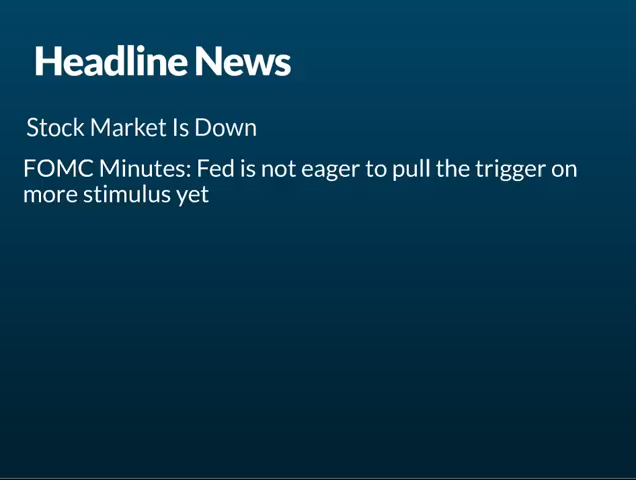 Headline News
Stock Market Is Down
FOMC Minutes: Fed is not eager to pull the trigger on
more stimulus yet